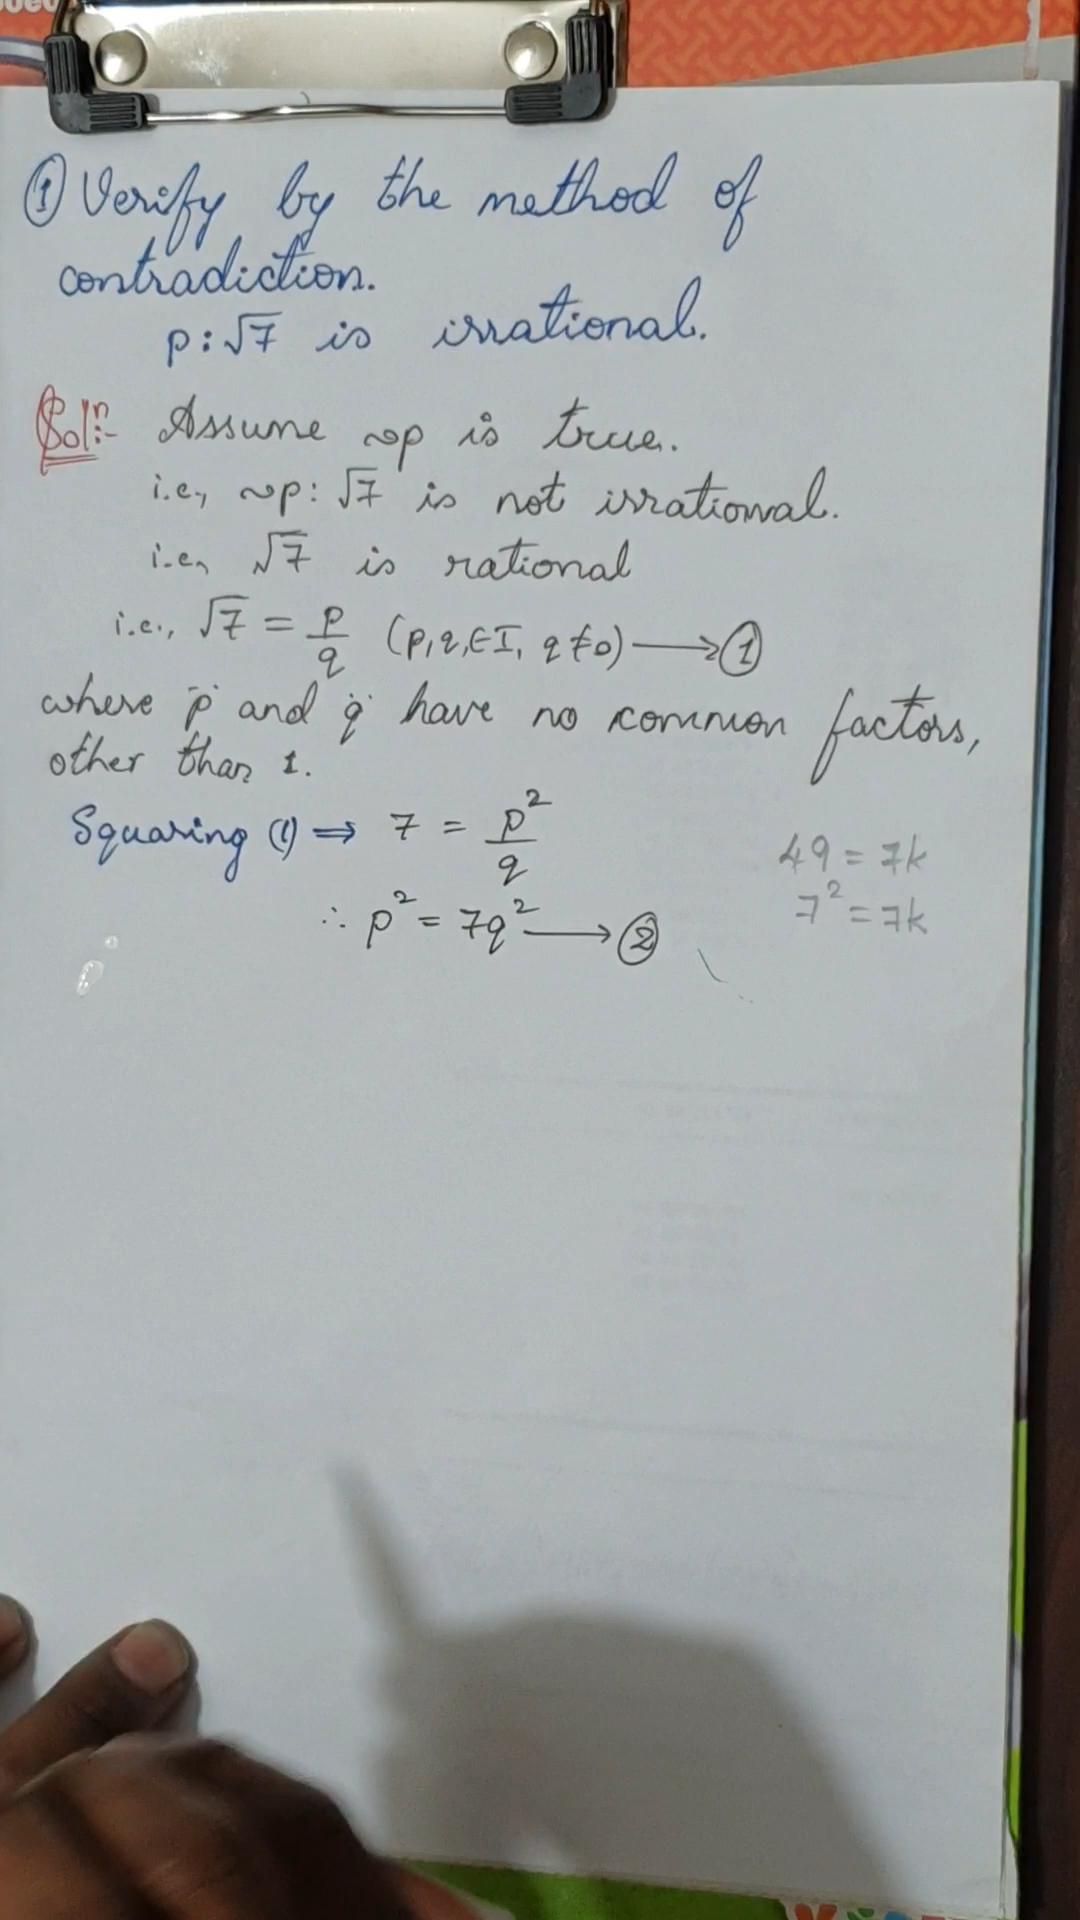 ① Verify by the method of
contradiction.
p : √7 is irrational.
Solⁿ:- Assume ~p is true.
i.e., ~p : √7 is not irrational.
i.e., √7 is rational
i.e., √7 = p/q (p, q, ∈ I, q ≠ 0) ⟶ ①
where 'p' and 'q' have no common factors,
other than 1.
Squaring (1) ⇒ 7 = p²/q
∴ p² = 7q² ⟶ ②
49 = 7k
7² = 7k